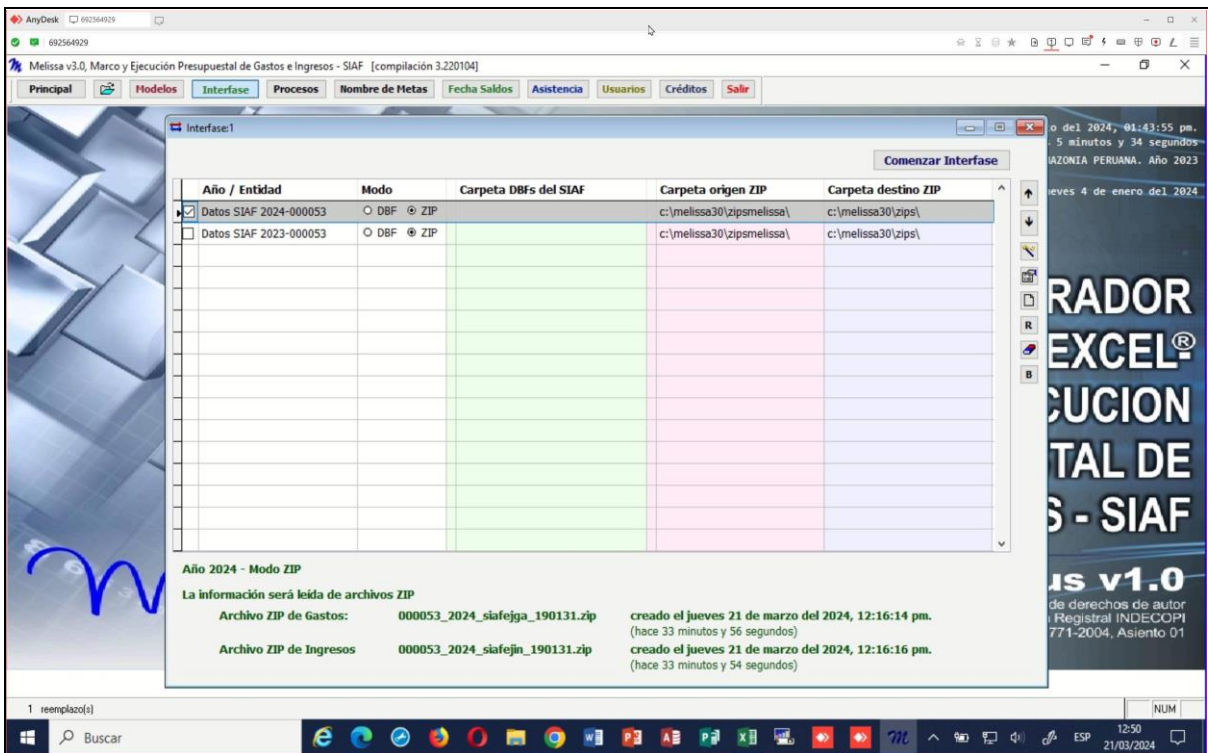 AnyDesk 692564929
692564929
Melissa v3.0, Marco y Ejecución Presupuestal de Gastos e Ingresos - SIAF [compilación 3.220104]
Principal Modelos Interfase Procesos Nombre de Metas Fecha Saldos Asistencia Usuarios Créditos Salir
Interfase:1
o del 2024, 01:43:55 pm.
5 minutos y 34 segundos
AZONIA PERUANA. Año 2023
eves 4 de enero del 2024
Comenzar Interfase
Año / Entidad Modo Carpeta DBFs del SIAF Carpeta origen ZIP Carpeta destino ZIP
Datos SIAF 2024-000053 DBF ZIP c:\melissa30\zipsmelissa\ c:\melissa30\zips\
Datos SIAF 2023-000053 DBF ZIP c:\melissa30\zipsmelissa\ c:\melissa30\zips\
R
B
RADOR
EXCEL®
CUCION
TAL DE
S - SIAF
us v1.0
de derechos de autor
Registral INDECOPI
771-2004, Asiento 01
Año 2024 - Modo ZIP
La información será leída de archivos ZIP
Archivo ZIP de Gastos: 000053_2024_siafejga_190131.zip creado el jueves 21 de marzo del 2024, 12:16:14 pm.
(hace 33 minutos y 56 segundos)
Archivo ZIP de Ingresos 000053_2024_siafejin_190131.zip creado el jueves 21 de marzo del 2024, 12:16:16 pm.
(hace 33 minutos y 54 segundos)
1 reemplazo(s) NUM
Buscar
ESP 12:50
21/03/2024